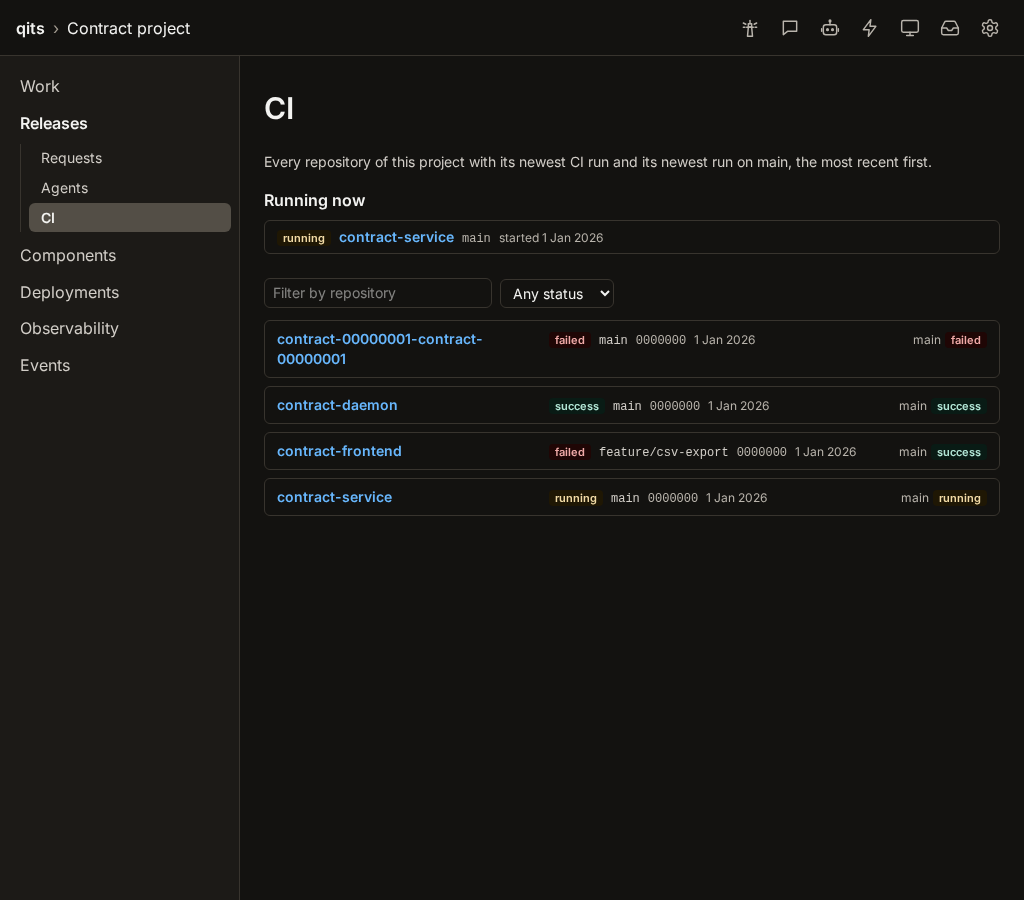 qits › Contract project
Work
Releases
Requests
Agents
CI
Components
Deployments
Observability
Events
CI
Every repository of this project with its newest CI run and its newest run on main, the most recent first.
Running now
running contract-service main started 1 Jan 2026
Filter by repository Any status
contract-00000001-contract-00000001 failed main 0000000 1 Jan 2026 main failed
contract-daemon success main 0000000 1 Jan 2026 main success
contract-frontend failed feature/csv-export 0000000 1 Jan 2026 main success
contract-service running main 0000000 1 Jan 2026 main running